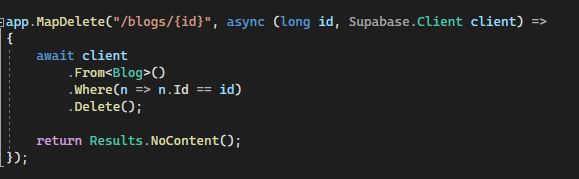 app.MapDelete("/blogs/{id}", async (long id, Supabase.Client client) =>
{
    await client
        .From<Blog>()
        .Where(n => n.Id == id)
        .Delete();

    return Results.NoContent();
});